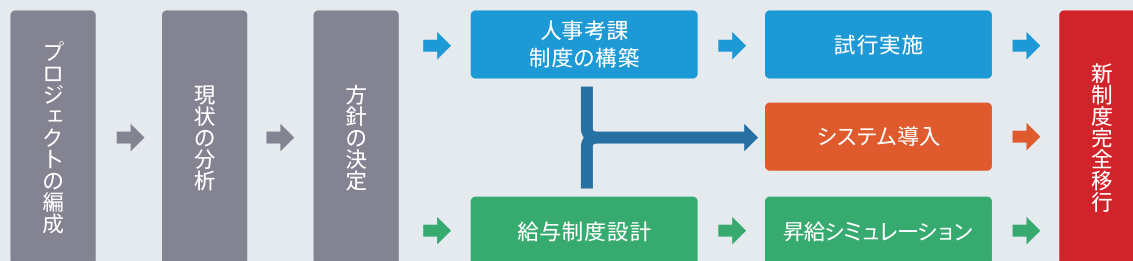 プロジェクトの編成
現状の分析
方針の決定
人事考課
制度の構築
試行実施
システム導入
給与制度設計
昇給シミュレーション
新制度完全移行